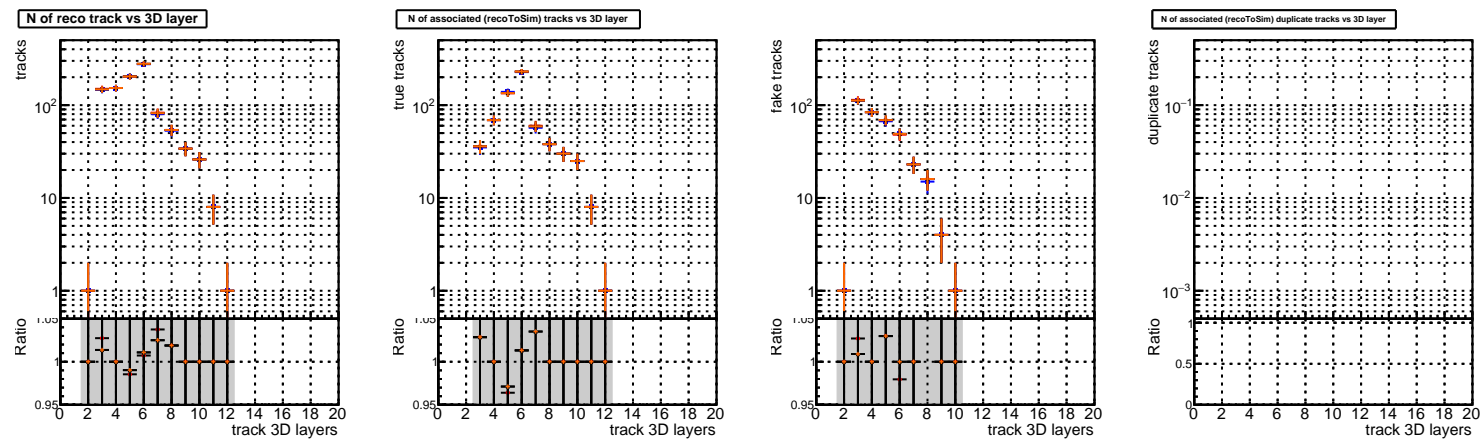 N of reco track vs 3D layer
tracks
10²
10
1
1.05
Ratio
1
0.95
0 2 4 6 8 10 12 14 16 18 20
track 3D layers
N of associated (recoToSim) tracks vs 3D layer
true tracks
10²
10
1
1.05
Ratio
1
0.95
0 2 4 6 8 10 12 14 16 18 20
track 3D layers
fake tracks
10²
10
1
1.05
Ratio
1
0.95
0 2 4 6 8 10 12 14 16 18 20
track 3D layers
N of associated (recoToSim) duplicate tracks vs 3D layer
duplicate tracks
10⁻¹
10⁻²
10⁻³
Ratio
1
0.5
0
0 2 4 6 8 10 12 14 16 18 20
track 3D layers